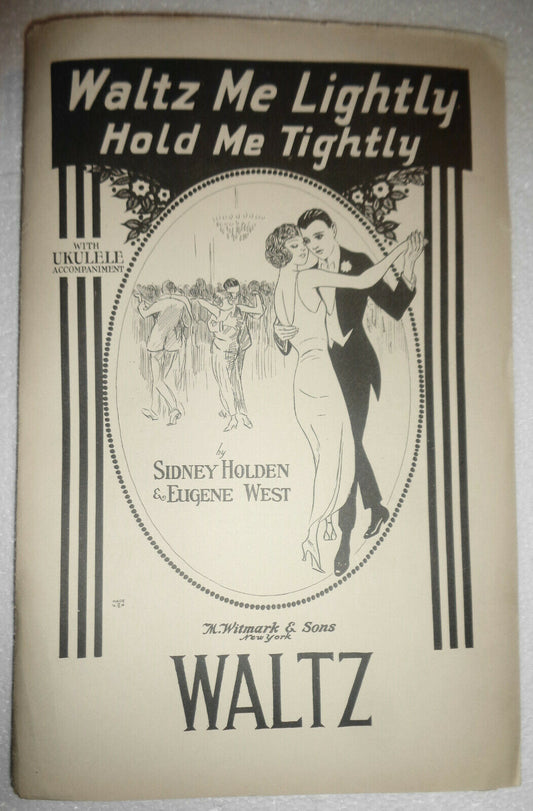 Waltz Me Lightly
Hold Me Tightly
WITH
UKULELE
ACCOMPANIMENT
by
SIDNEY HOLDEN
& EUGENE WEST
MADE
U.S.A
M. Witmark & Sons
New York
WALTZ